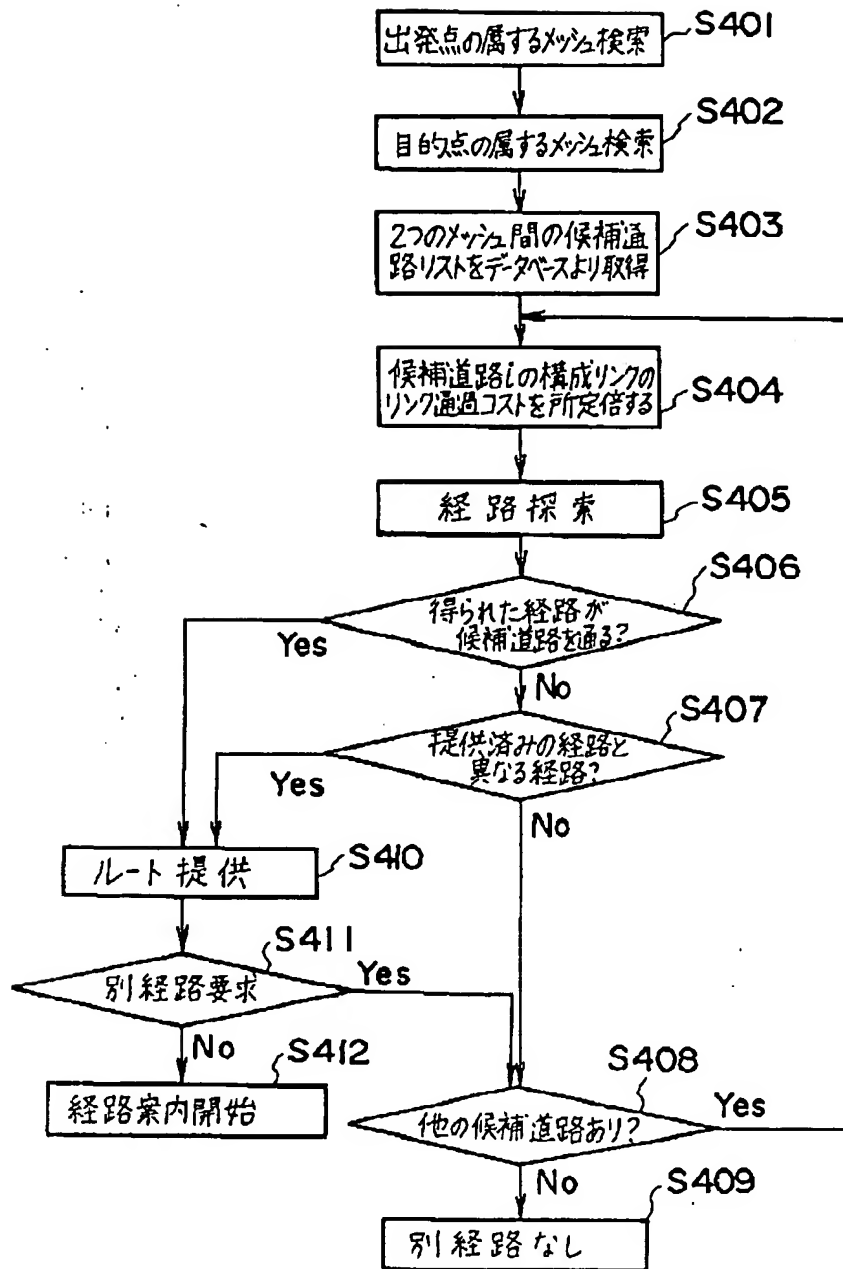 S401
出発点の属するメッシュ検索
S402
目的点の属するメッシュ検索
S403
2つのメッシュ間の候補通
路リストをデータベースより取得
候補道路iの構成リンクの
リンク通過コストを所定倍する
S404
経路探索
S405
S406
得られた経路が
候補道路を通る?
Yes
No
S407
提供済みの経路と
異なる経路?
Yes
No
ルート提供
S410
S411
別経路要求
Yes
No
S412
経路案内開始
S408
他の候補道路あり?
Yes
No
S409
別経路なし